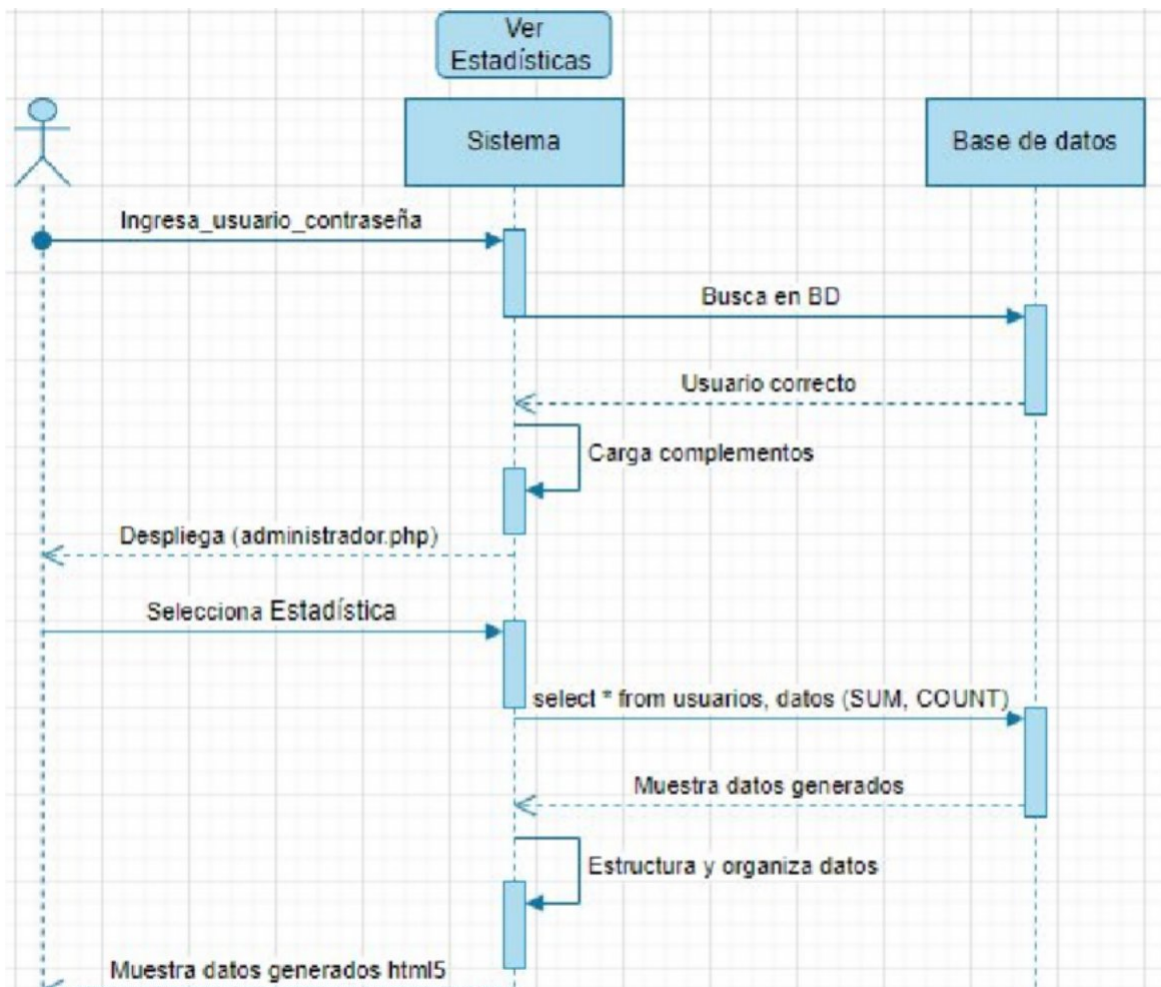 Ver
Estadísticas
Sistema
Base de datos
Ingresa_usuario_contraseña
Busca en BD
Usuario correcto
Carga complementos
Despliega (administrador.php)
Selecciona Estadística
select * from usuarios, datos (SUM, COUNT)
Muestra datos generados
Estructura y organiza datos
Muestra datos generados html5